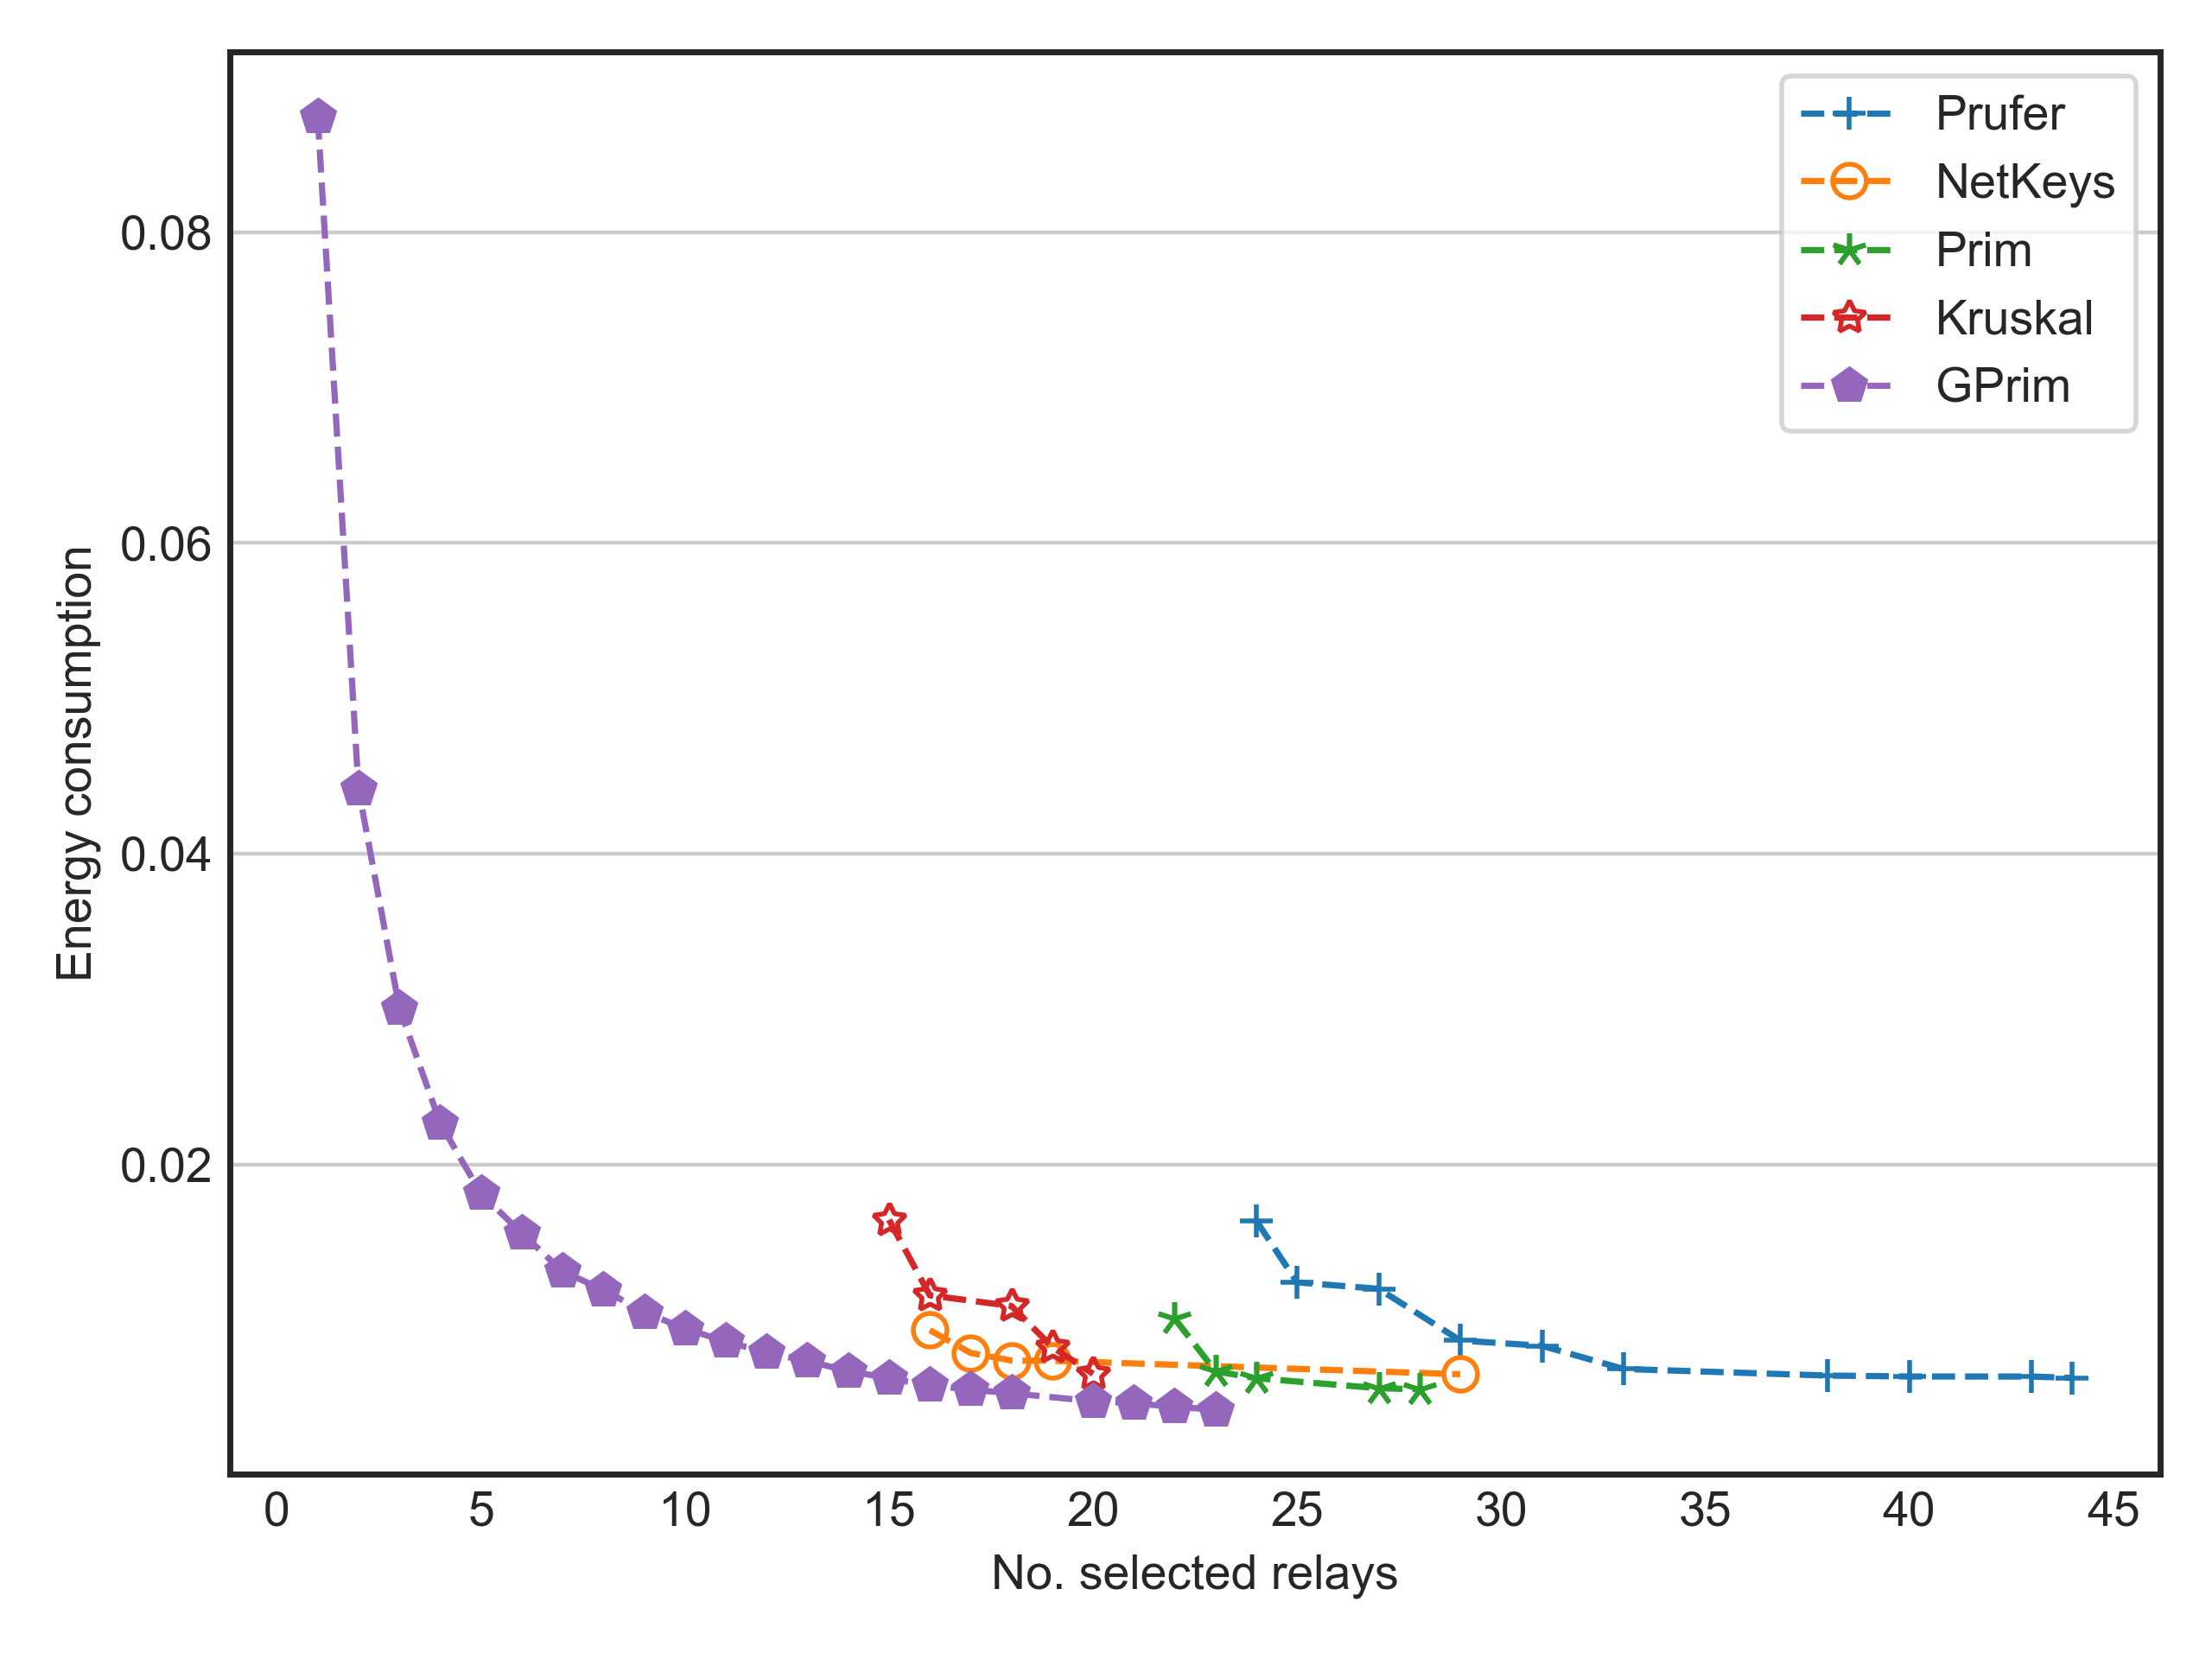 Prufer
NetKeys
Prim
Kruskal
GPrim
Energy consumption
0.08
0.06
0.04
0.02
0 5 10 15 20 25 30 35 40 45
No. selected relays